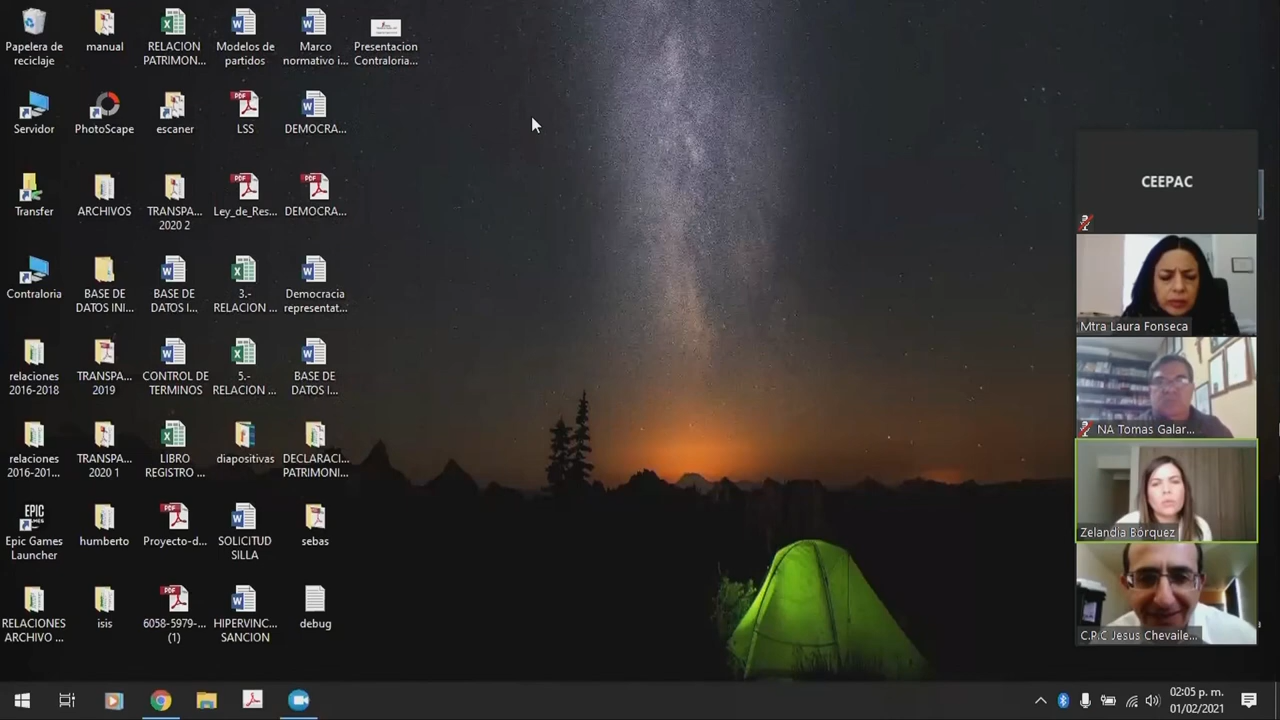 Papelera de
reciclaje
manual
RELACION
PATRIMON...
Modelos de
partidos
Marco
normativo i...
Presentacion
Contraloria...
Servidor
PhotoScape
escaner
LSS
DEMOCRA...
Transfer
ARCHIVOS
TRANSPA...
2020 2
Ley_de_Res...
DEMOCRA...
Contraloria
BASE DE
DATOS INI...
BASE DE
DATOS I...
3.-
RELACION ...
Democracia
representat...
relaciones
2016-2018
TRANSPA...
2019
CONTROL DE
TERMINOS
5.-
RELACION ...
BASE DE
DATOS I...
relaciones
2016-201...
TRANSPA...
2020 1
LIBRO
REGISTRO ...
diapositivas
DECLARACI...
PATRIMONI...
Epic Games
Launcher
humberto
Proyecto-d...
SOLICITUD
SILLA
sebas
RELACIONES
ARCHIVO ...
isis
6058-5979-...
(1)
HIPERVINC...
SANCION
debug
CEEPAC
Mtra Laura Fonseca
NA Tomas Galar...
Zelandia Bórquez
C.P.C Jesus Chevaile...
02:05 p. m.
01/02/2021